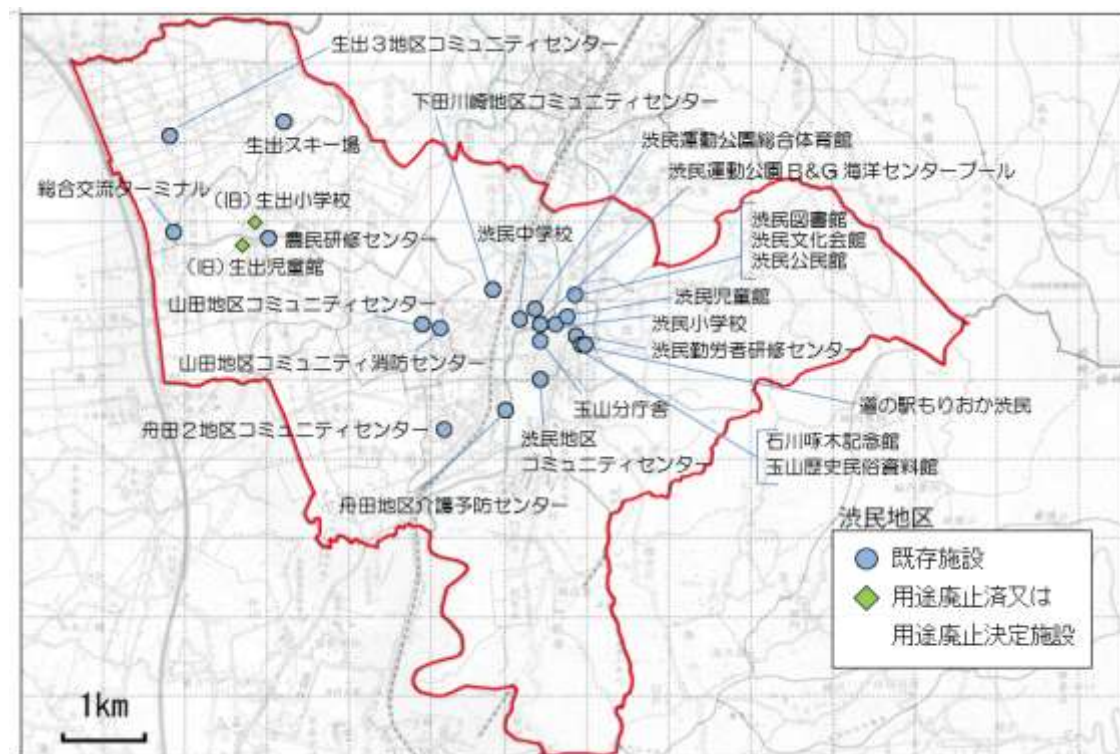 生出3地区コミュニティセンター
下田川崎地区コミュニティセンター
生出スキー場
渋民運動公園総合体育館
渋民運動公園B&G海洋センタープール
総合交流ターミナル
(旧)生出小学校
農民研修センター
(旧)生出児童館
渋民中学校
渋民図書館
渋民文化会館
渋民公民館
山田地区コミュニティセンター
渋民児童館
渋民小学校
渋民勤労者研修センター
山田地区コミュニティ消防センター
玉山分庁舎
道の駅もりおか渋民
舟田2地区コミュニティセンター
渋民地区
コミュニティセンター
石川啄木記念館
玉山歴史民俗資料館
舟田地区介護予防センター
渋民地区
既存施設
用途廃止済又は
用途廃止決定施設
1km